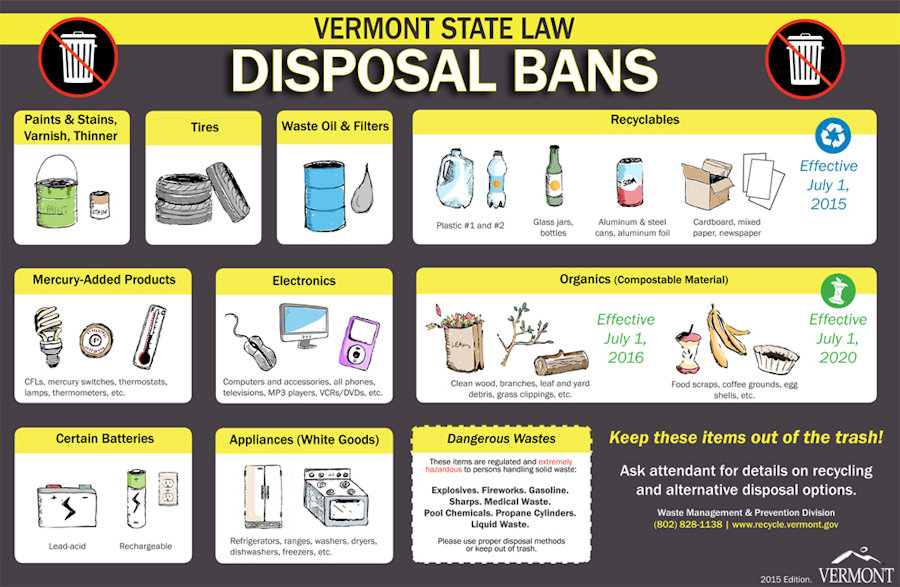 VERMONT STATE LAW
DISPOSAL BANS
Paints & Stains,
Varnish, Thinner
PAINT
STAIN
Tires
Waste Oil & Filters
Recyclables
Plastic #1 and #2
Glass jars,
bottles
SODA
Aluminum & steel
cans, aluminum foil
Cardboard, mixed
paper, newspaper
Effective
July 1,
2015
Mercury-Added Products
CFLs, mercury switches, thermostats,
lamps, thermometers, etc.
Electronics
Computers and accessories, all phones,
televisions, MP3 players, VCRs/DVDs, etc.
Organics (Compostable Material)
LEAVES
Clean wood, branches, leaf and yard
debris, grass clippings, etc.
Effective
July 1,
2016
Food scraps, coffee grounds, egg
shells, etc.
Effective
July 1,
2020
Certain Batteries
Lead-acid
Rechargeable
Appliances (White Goods)
Refrigerators, ranges, washers, dryers,
dishwashers, freezers, etc.
Dangerous Wastes
These items are regulated and extremely
hazardous to persons handling solid waste:
Explosives. Fireworks. Gasoline.
Sharps. Medical Waste.
Pool Chemicals. Propane Cylinders.
Liquid Waste.
Please use proper disposal methods
or keep out of trash.
Keep these items out of the trash!
Ask attendant for details on recycling
and alternative disposal options.
Waste Management & Prevention Division
(802) 828-1138 | www.recycle.vermont.gov
2015 Edition.
VERMONT